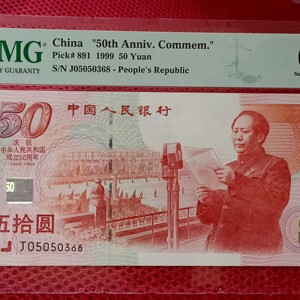 MG
China "50th Anniv. Commem."
Y GUARANTY
Pick# 891 1999 50 Yuan
S/N J05050368 - People's Republic
50
中国人民银行
庆祝
中华人民共和国
成立50周年
50
五拾圆
J05050368